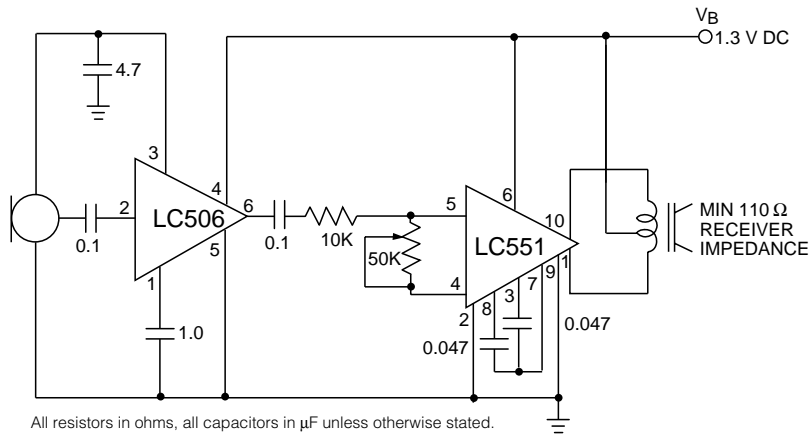 VB
1.3 V DC
4.7
3
4
2
LC506
6
5
1
0.1
1.0
0.1
10K
50K
5
6
4
LC551
10
1
9
7
3
8
2
0.047
0.047
MIN 110 Ω
RECEIVER
IMPEDANCE
All resistors in ohms, all capacitors in µF unless otherwise stated.